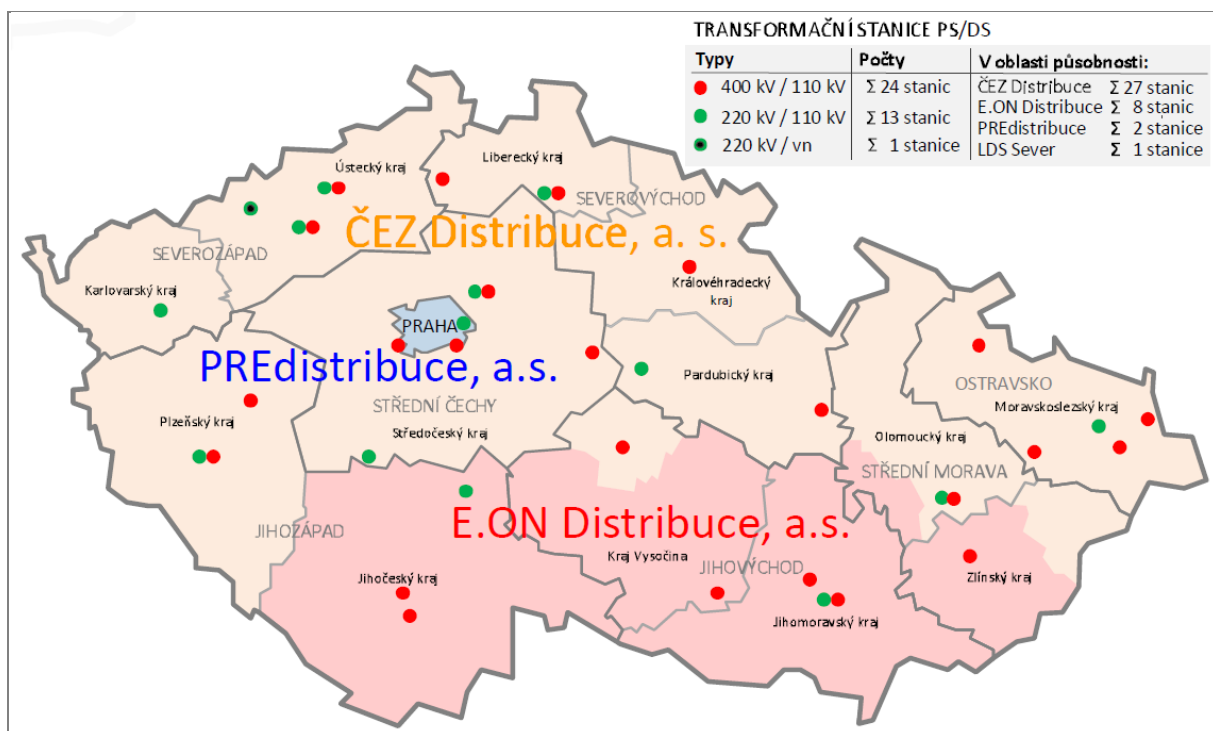 TRANSFORMAČNÍ STANICE PS/DS
Typy Počty V oblasti působnosti:
400 kV / 110 kV Σ 24 stanic ČEZ Distribuce Σ 27 stanic
220 kV / 110 kV Σ 13 stanic E.ON Distribuce Σ 8 stanic
220 kV / vn Σ 1 stanice PREdistribuce Σ 2 stanice
LDS Sever Σ 1 stanice
Ústecký kraj
Liberecký kraj
SEVEROVÝCHOD
ČEZ Distribuce, a. s.
SEVEROZÁPAD
Karlovarský kraj
Královéhradecký
kraj
PRAHA
PREdistribuce, a.s.
Pardubický kraj
OSTRAVSKO
STŘEDNÍ ČECHY
Moravskoslezský kraj
Plzeňský kraj
Středočeský kraj
Olomoucký kraj
STŘEDNÍ MORAVA
E.ON Distribuce, a.s.
JIHOZÁPAD
Kraj Vysočina
JIHOVÝCHOD
Jihočeský kraj
Zlínský kraj
Jihomoravský kraj